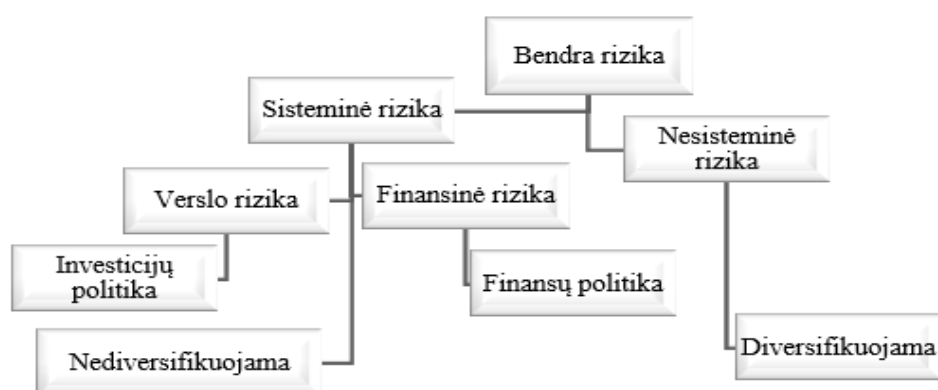 Bendra rizika
Sisteminė rizika
Nesisteminė
rizika
Verslo rizika
Finansinė rizika
Investicijų
politika
Finansų politika
Nediversifikuojama
Diversifikuojama